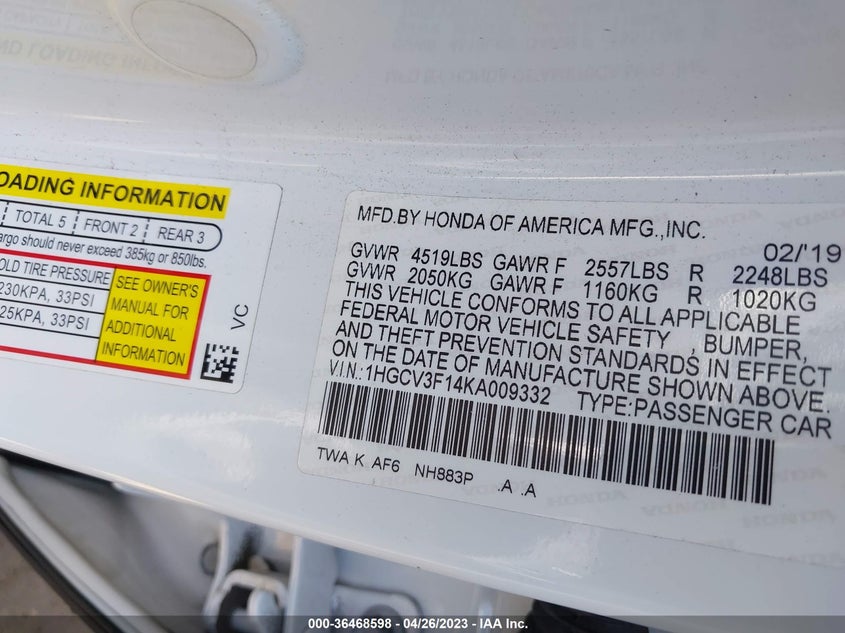 OADING INFORMATION
TOTAL 5 FRONT 2 REAR 3
argo should never exceed 385kg or 850lbs.
OLD TIRE PRESSURE
230KPA, 33PSI
25KPA, 33PSI
SEE OWNER'S
MANUAL FOR
ADDITIONAL
INFORMATION
VC
MFD.BY HONDA OF AMERICA MFG.,INC.
02/'19
GVWR 4519LBS GAWR F 2557LBS R 2248LBS
GVWR 2050KG GAWR F 1160KG R 1020KG
THIS VEHICLE CONFORMS TO ALL APPLICABLE
FEDERAL MOTOR VEHICLE SAFETY , BUMPER,
AND THEFT PREVENTION STANDARDS IN EFFECT
ON THE DATE OF MANUFACTURE SHOWN ABOVE.
V.I.N.:1HGCV3F14KA009332 TYPE:PASSENGER CAR
TWA K AF6 NH883P .A .A
000-36468598 - 04/26/2023 - IAA Inc.